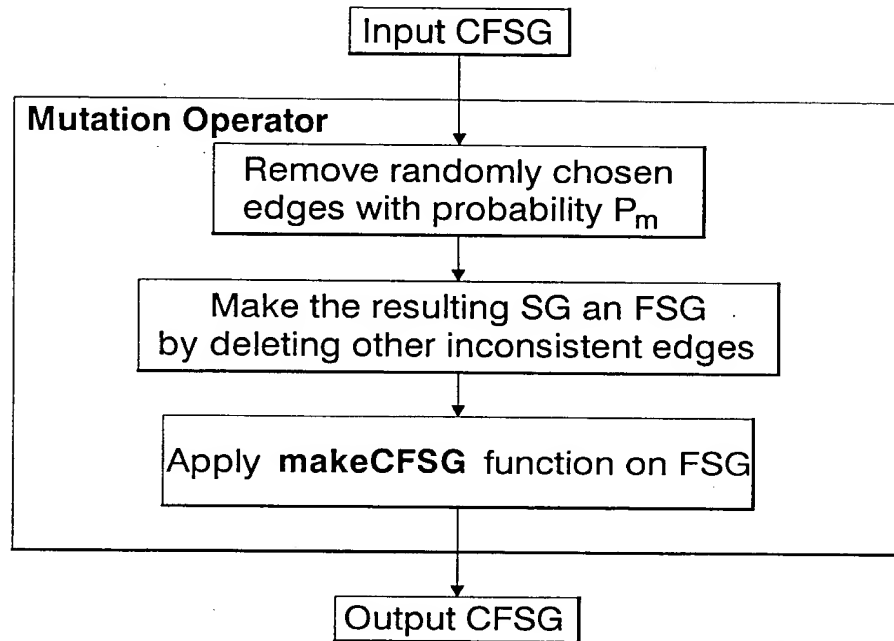 Input CFSG
Mutation Operator
Remove randomly chosen
edges with probability Pm
Make the resulting SG an FSG
by deleting other inconsistent edges
Apply makeCFSG function on FSG
Output CFSG